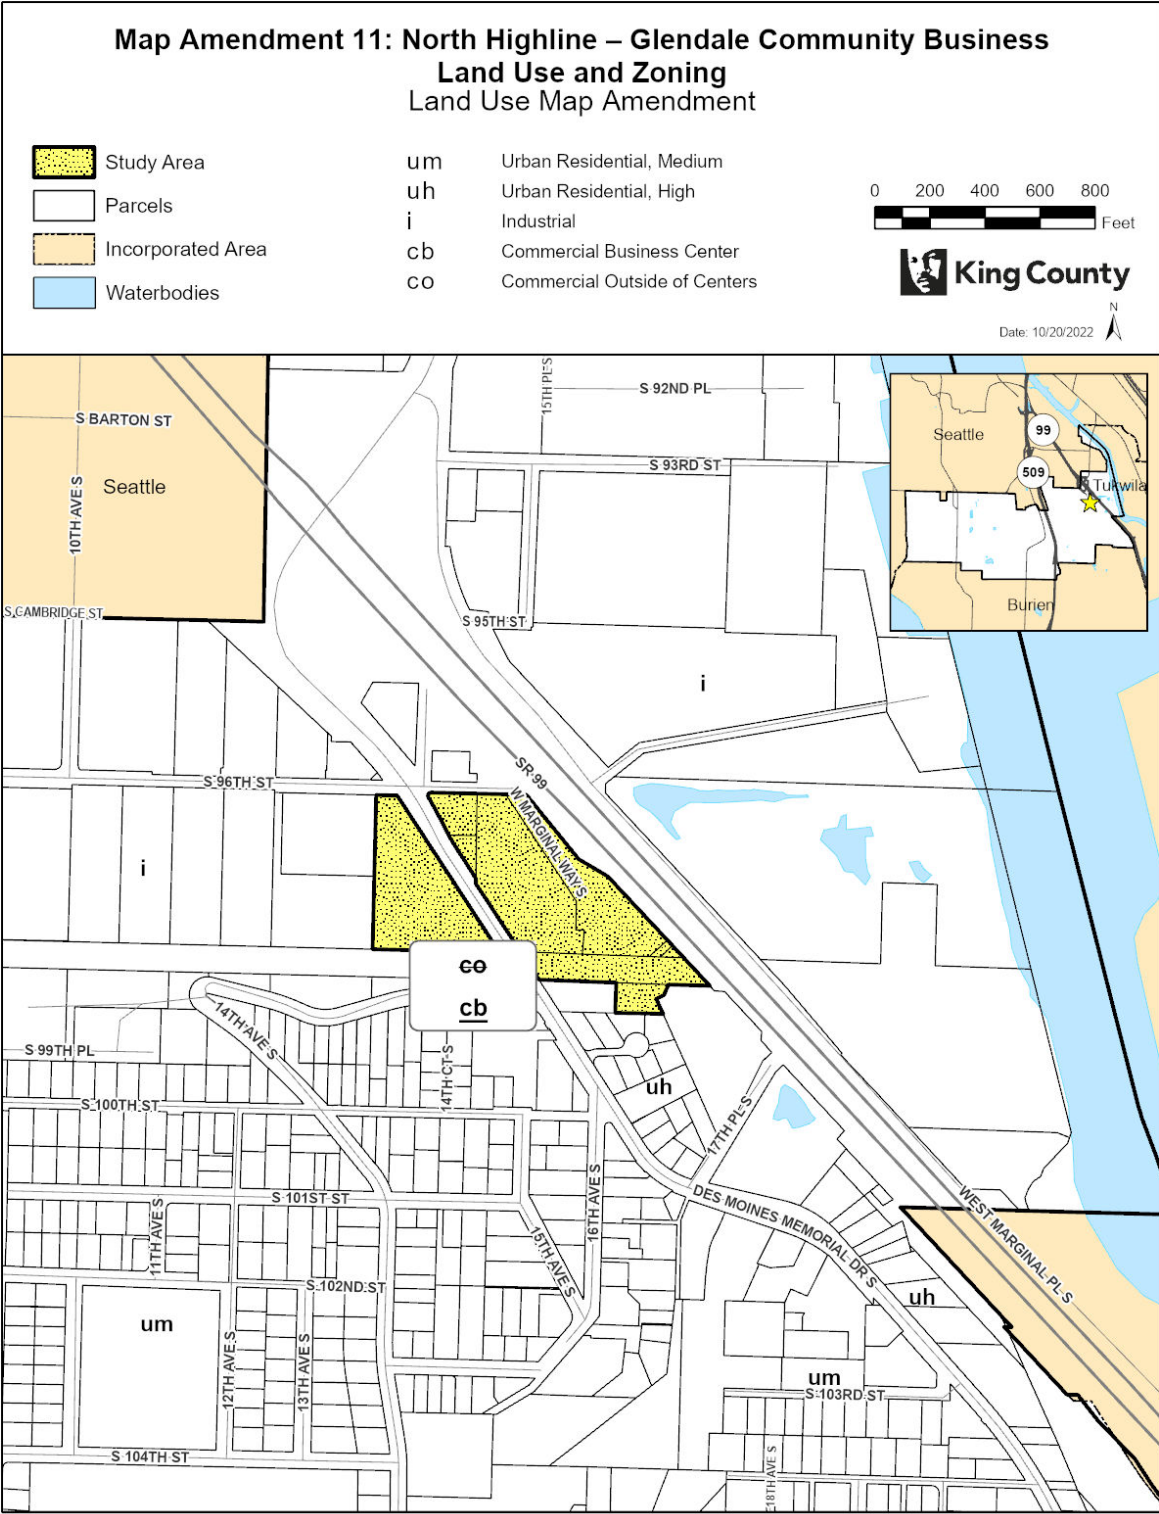 Map Amendment 11: North Highline – Glendale Community Business
Land Use and Zoning
Land Use Map Amendment
Study Area
Parcels
Incorporated Area
Waterbodies
um Urban Residential, Medium
uh Urban Residential, High
i Industrial
cb Commercial Business Center
co Commercial Outside of Centers
0 200 400 600 800
Feet
King County
N
Date: 10/20/2022
S BARTON ST
Seattle
10TH AVE S
S CAMBRIDGE ST
15TH PL S
S 92ND PL
S 93RD ST
S 95TH ST
Seattle
99
509
Tukwila
Burien
i
SR 99
S 96TH ST
W MARGINAL WAY S
i
co
cb
14TH AVE S
S 99TH PL
14TH CT S
uh
S 100TH ST
17TH PL S
S 101ST ST
11TH AVE S
16TH AVE S
15TH AVE S
DES MOINES MEMORIAL DR S
WEST MARGINAL PL S
S 102ND ST
um
12TH AVE S
13TH AVE S
uh
um
S 103RD ST
S 104TH ST
18TH AVE S